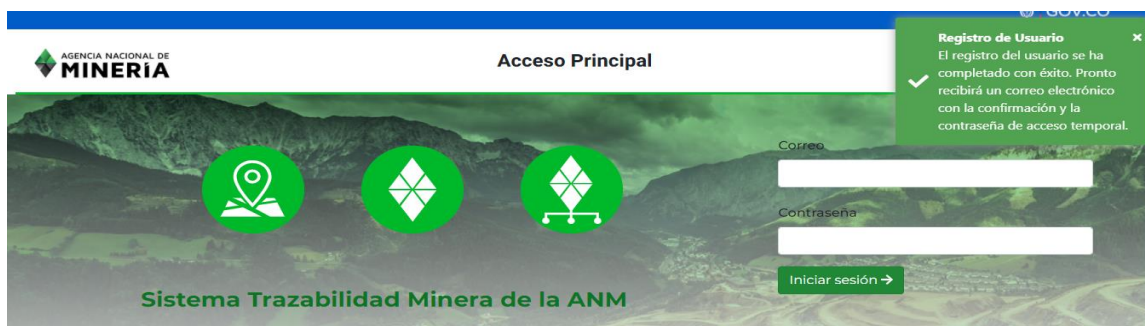 GOV.CO
AGENCIA NACIONAL DE
MINERÍA
Acceso Principal
Registro de Usuario ×
El registro del usuario se ha
completado con éxito. Pronto
recibirá un correo electrónico
con la confirmación y la
contraseña de acceso temporal.
Correo
Contraseña
Iniciar sesión →
Sistema Trazabilidad Minera de la ANM